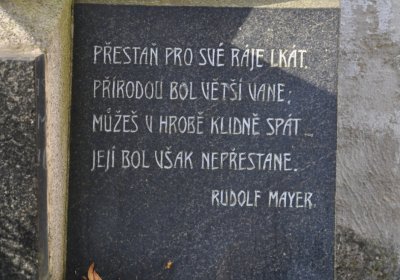 PŘESTAŇ PRO SVÉ RÁJE LKÁT,
PŘÍRODOU BOL VĚTŠÍ VANE,
MŮŽEŠ V HROBĚ KLIDNĚ SPÁT...
JEJÍ BOL VŠAK NEPŘESTANE.
RUDOLF MAYER.